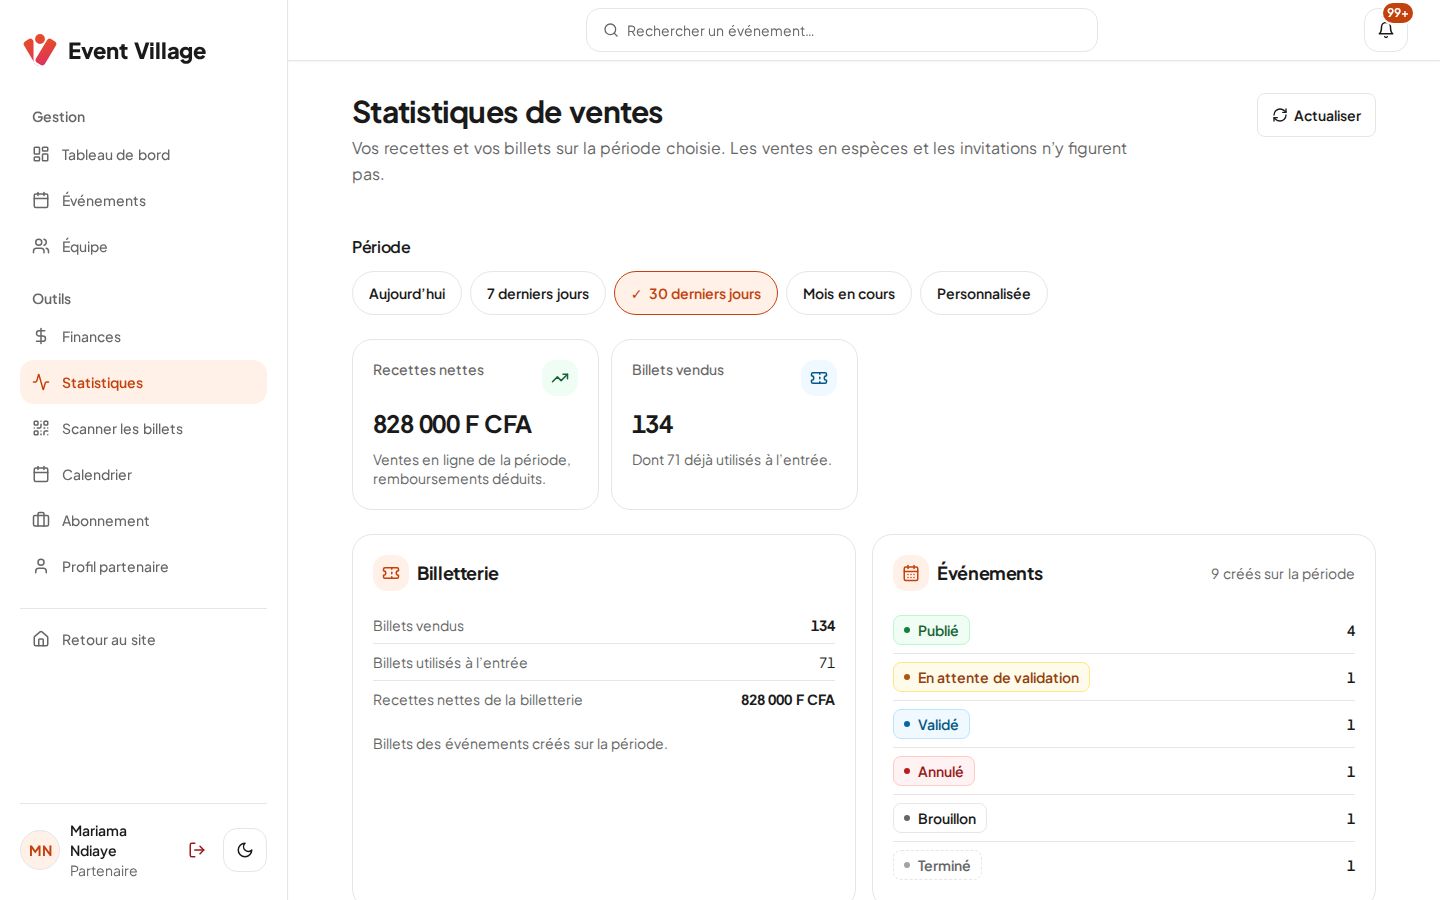 Event Village
Gestion
Tableau de bord
Événements
Équipe
Outils
Finances
Statistiques
Scanner les billets
Calendrier
Abonnement
Profil partenaire
Retour au site
MN
Mariama
Ndiaye
Partenaire
Rechercher un événement…
99+
Statistiques de ventes
Actualiser
Vos recettes et vos billets sur la période choisie. Les ventes en espèces et les invitations n’y figurent
pas.
Période
Aujourd’hui
7 derniers jours
✓ 30 derniers jours
Mois en cours
Personnalisée
Recettes nettes
828 000 F CFA
Ventes en ligne de la période,
remboursements déduits.
Billets vendus
134
Dont 71 déjà utilisés à l’entrée.
Billetterie
Billets vendus 134
Billets utilisés à l’entrée 71
Recettes nettes de la billetterie 828 000 F CFA
Billets des événements créés sur la période.
Événements 9 créés sur la période
Publié 4
En attente de validation 1
Validé 1
Annulé 1
Brouillon 1
Terminé 1